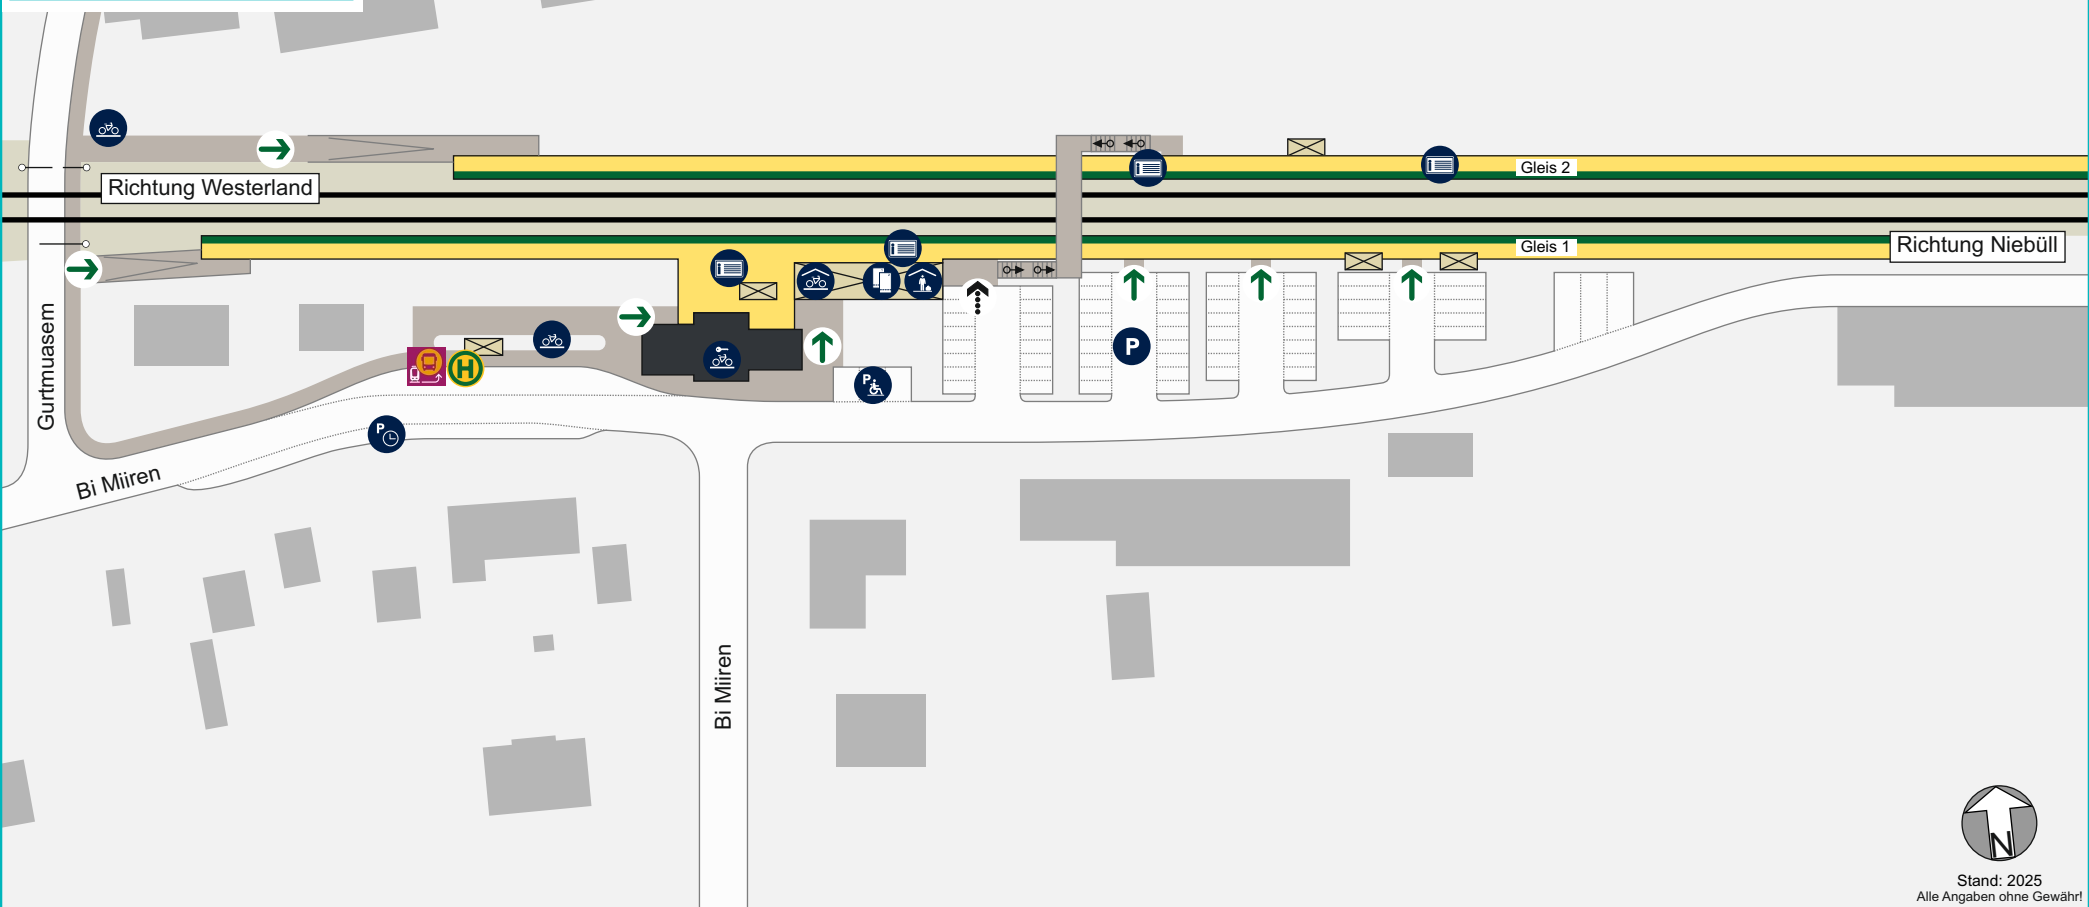 Gleis 2
Richtung Westerland
Gleis 1
Richtung Niebüll
Gurtmuasem
H
P
P
P
Bi Miiren
Bi Miiren
N
Stand: 2025
Alle Angaben ohne Gewähr!